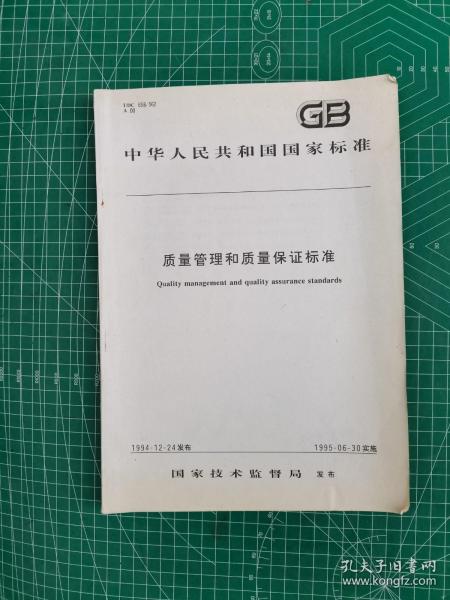 UDC 656/562
A 00
GB
中华人民共和国国家标准
质量管理和质量保证标准
Quality management and quality assurance standards
1994-12-24发布
1995-06-30实施
国家技术监督局 发布
孔夫子旧书网
www.kongfz.com